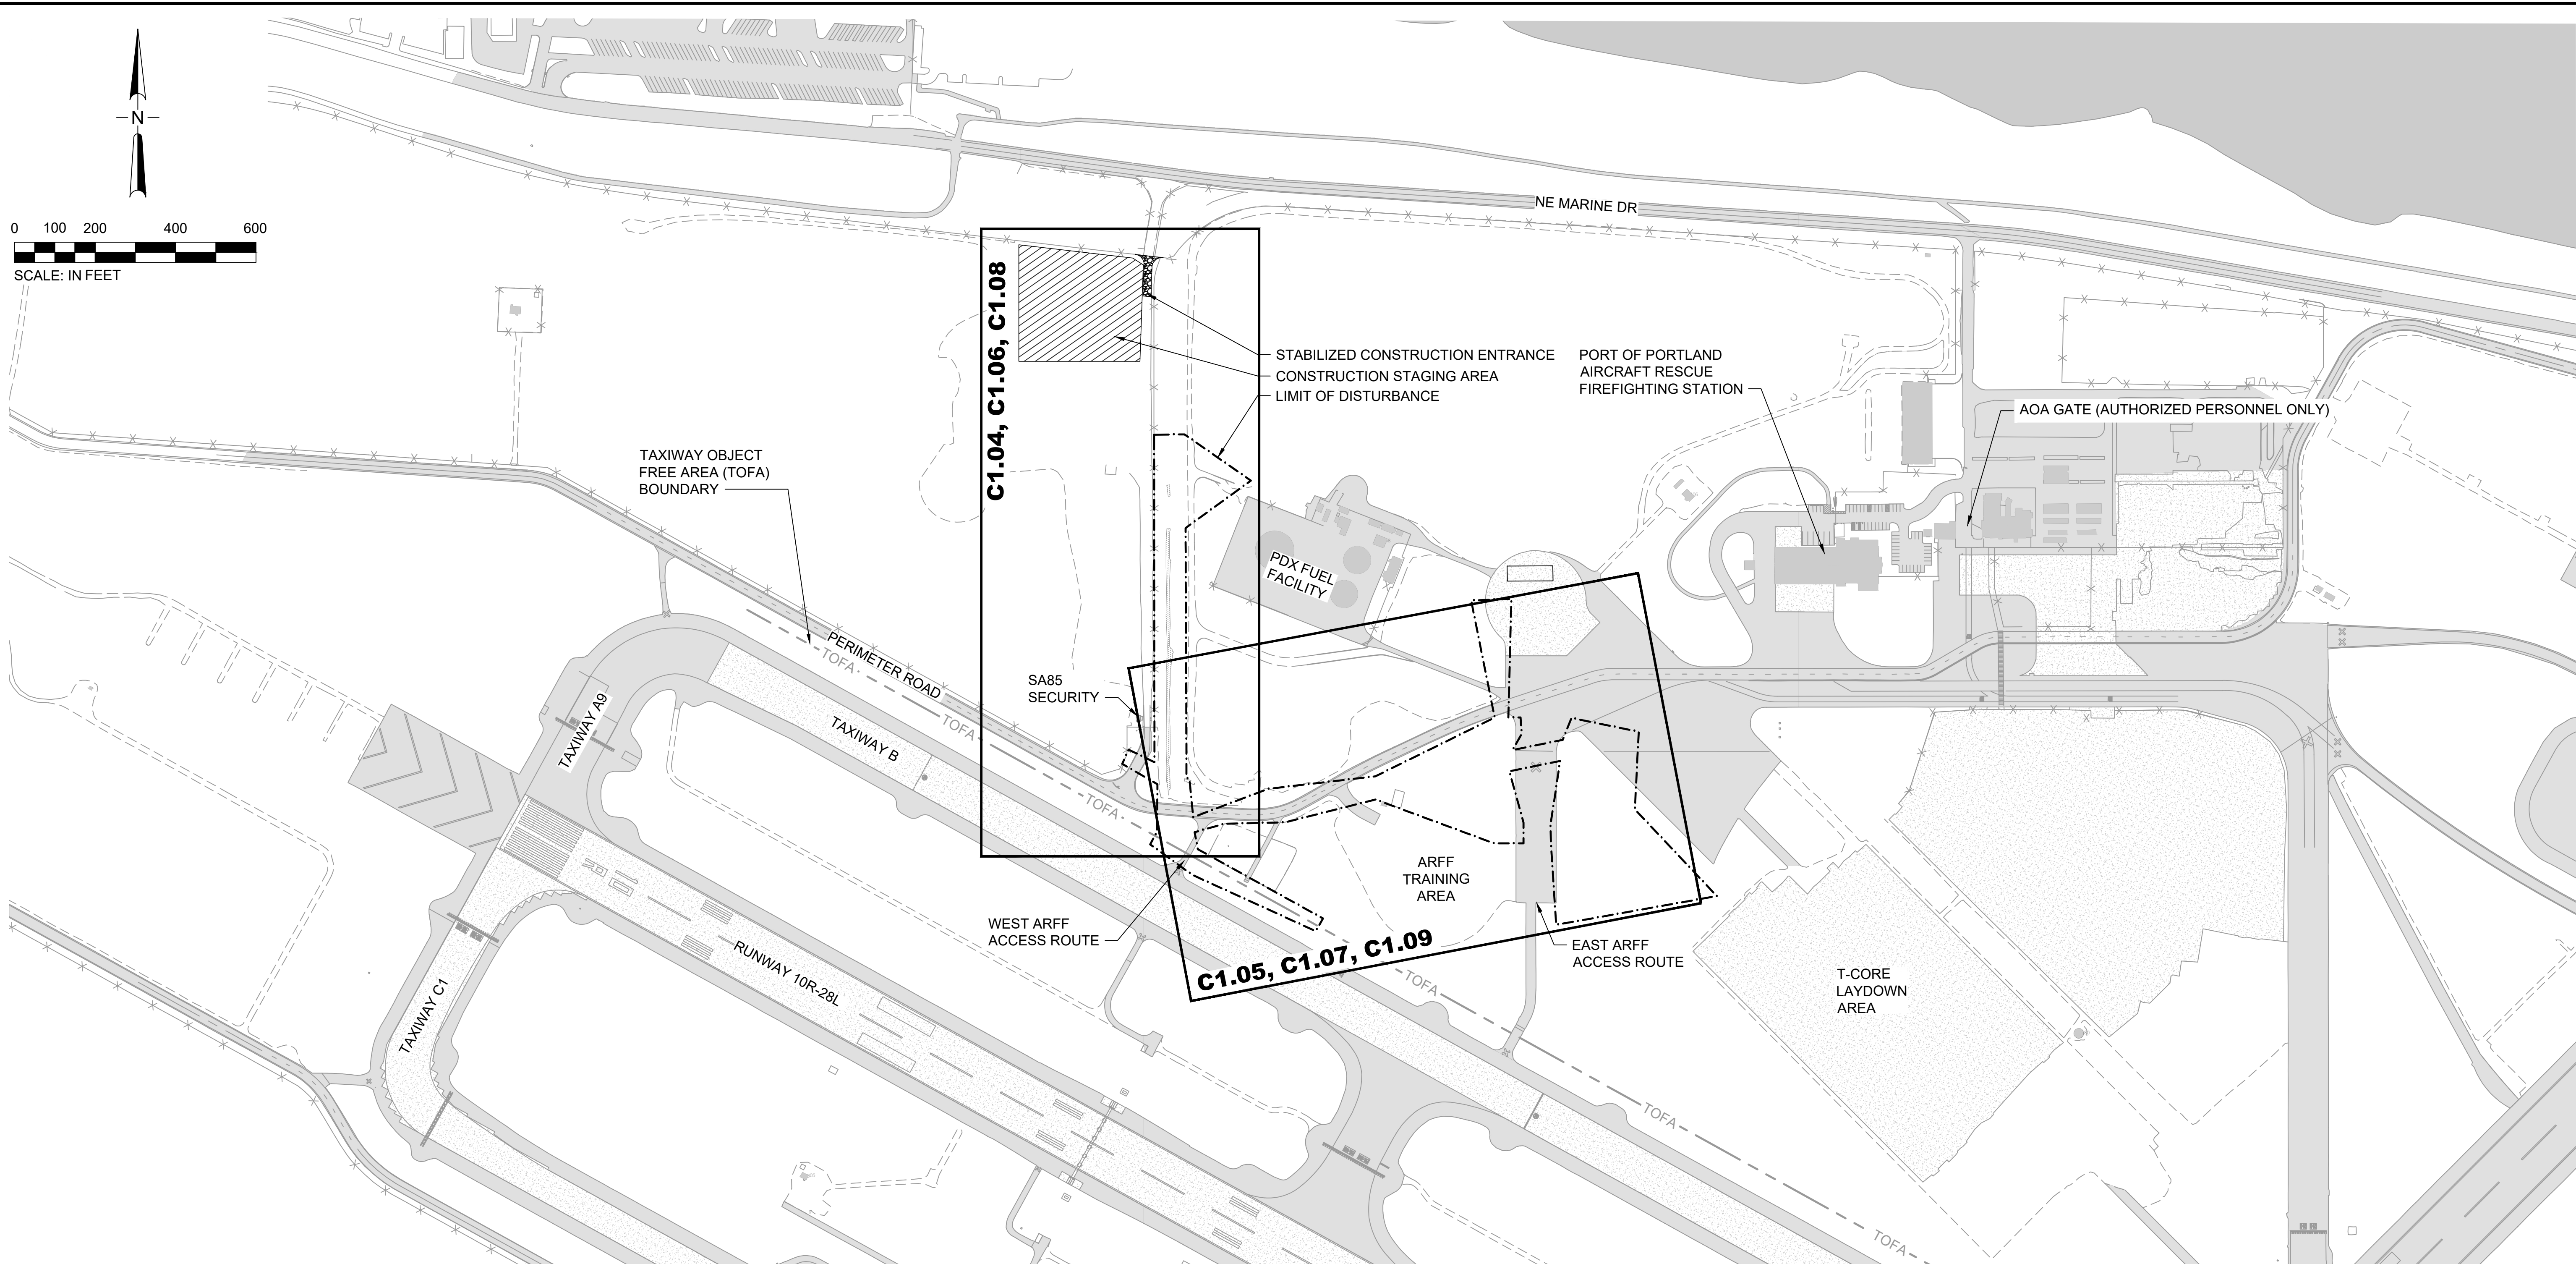 N
0 100 200 400 600
SCALE: IN FEET
NE MARINE DR
C1.04, C1.06, C1.08
STABILIZED CONSTRUCTION ENTRANCE
CONSTRUCTION STAGING AREA
LIMIT OF DISTURBANCE
PORT OF PORTLAND
AIRCRAFT RESCUE
FIREFIGHTING STATION
AOA GATE (AUTHORIZED PERSONNEL ONLY)
TAXIWAY OBJECT
FREE AREA (TOFA)
BOUNDARY
PDX FUEL
FACILITY
PERIMETER ROAD
TOFA
TOFA
TOFA
SA85
SECURITY
TAXIWAY A9
TAXIWAY B
ARFF
TRAINING
AREA
WEST ARFF
ACCESS ROUTE
EAST ARFF
ACCESS ROUTE
C1.05, C1.07, C1.09
RUNWAY 10R-28L
TAXIWAY C1
TOFA
T-CORE
LAYDOWN
AREA
TOFA
TOFA